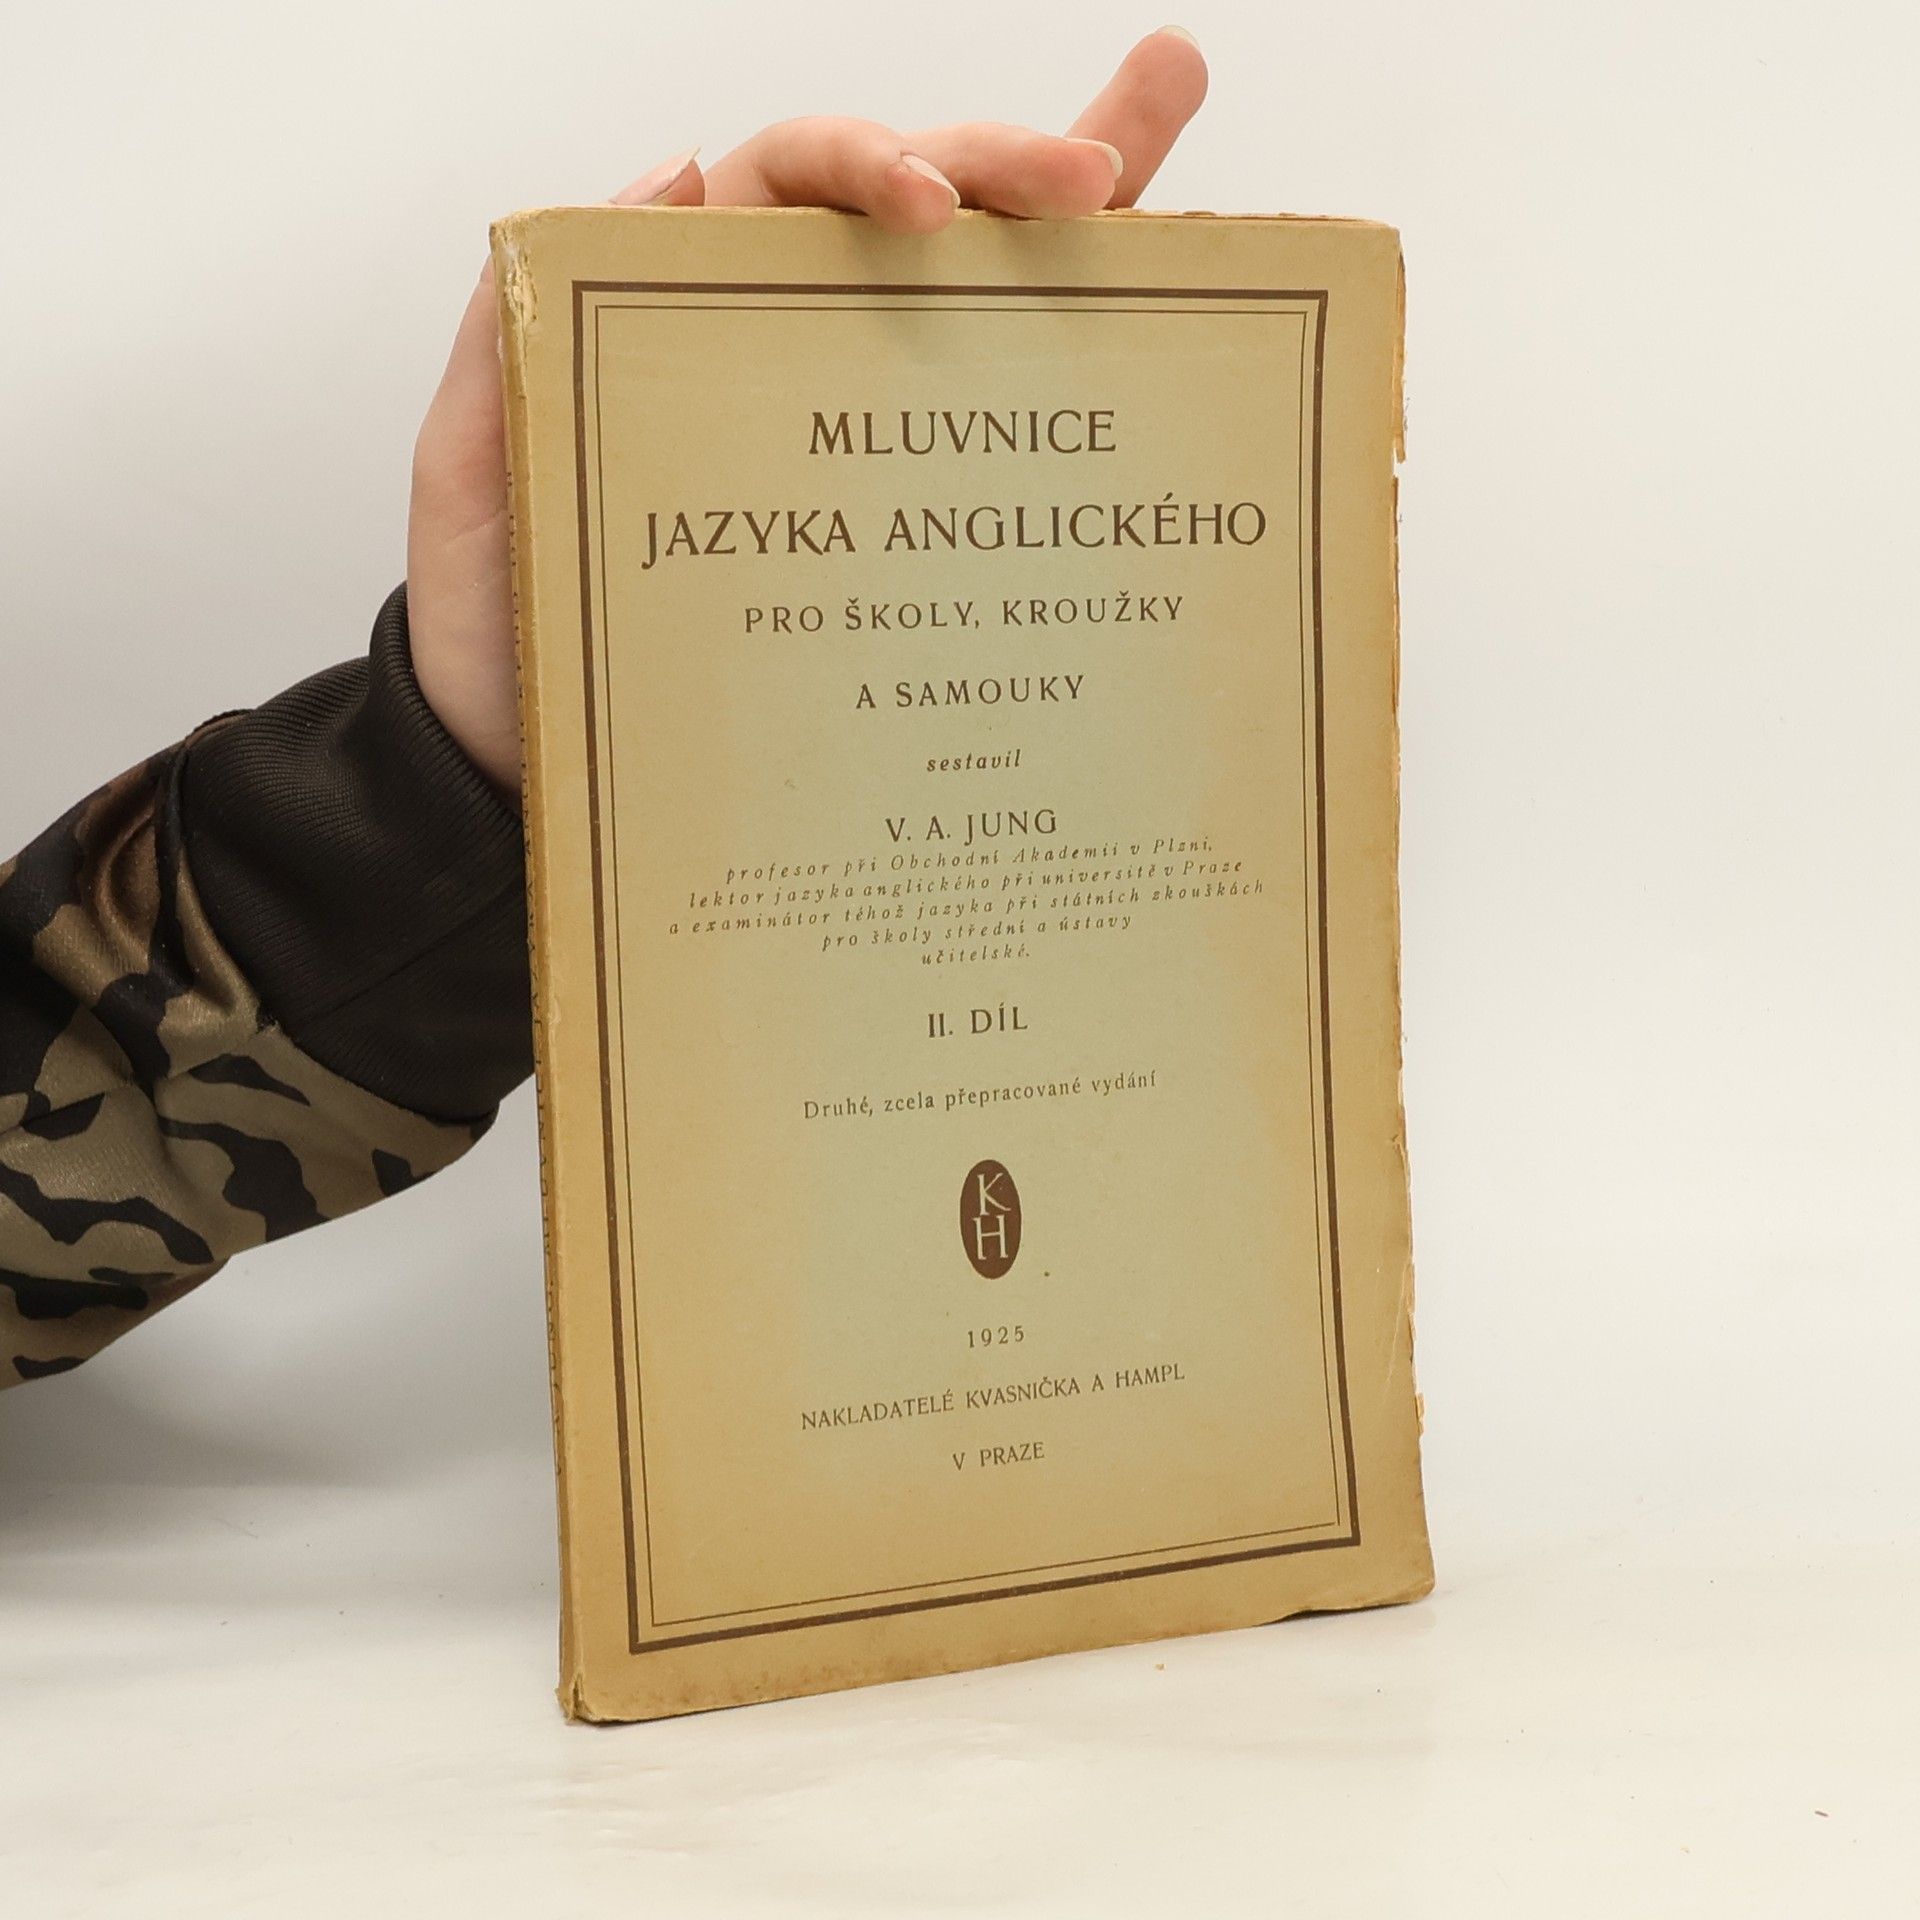 MLUVNICE
JAZYKA ANGLICKÉHO
PRO ŠKOLY, KROUŽKY
A SAMOUKY
sestavil
V. A. JUNG
profesor při Obchodní Akademii v Plzni,
lektor jazyka anglického při universitě v Praze
a examinátor téhož jazyka při státních zkouškách
pro školy střední a ústavy
učitelské.
II. DÍL
Druhé, zcela přepracované vydání
K
H
1925
NAKLADATELÉ KVASNIČKA A HAMPL
V PRAZE